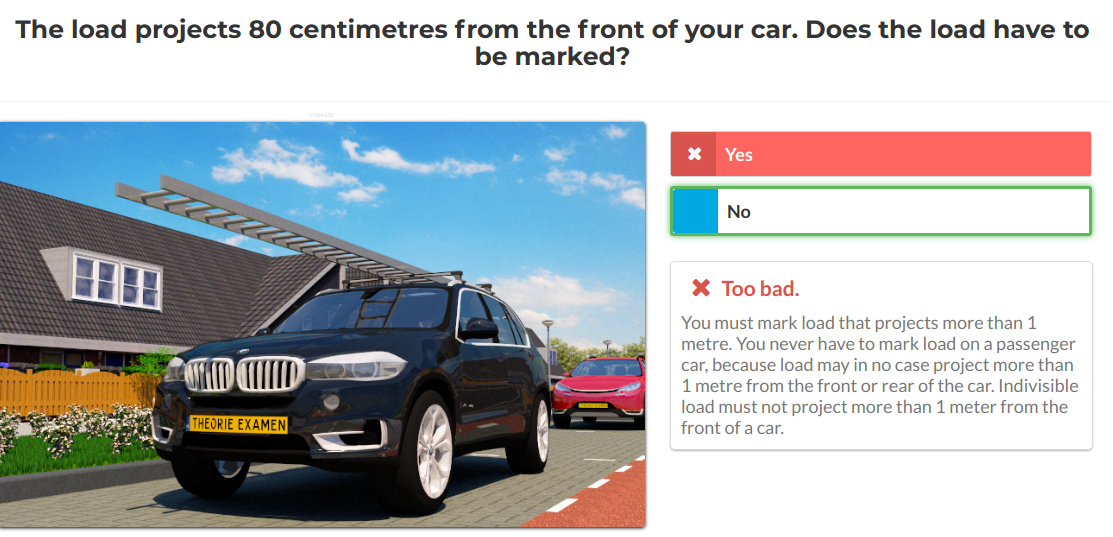 The load projects 80 centimetres from the front of your car. Does the load have to
be marked?
Yes
No
THEORIE EXAMEN
Too bad.
You must mark load that projects more than 1
metre. You never have to mark load on a passenger
car, because load may in no case project more than
1 metre from the front or rear of the car. Indivisible
load must not project more than 1 meter from the
front of a car.